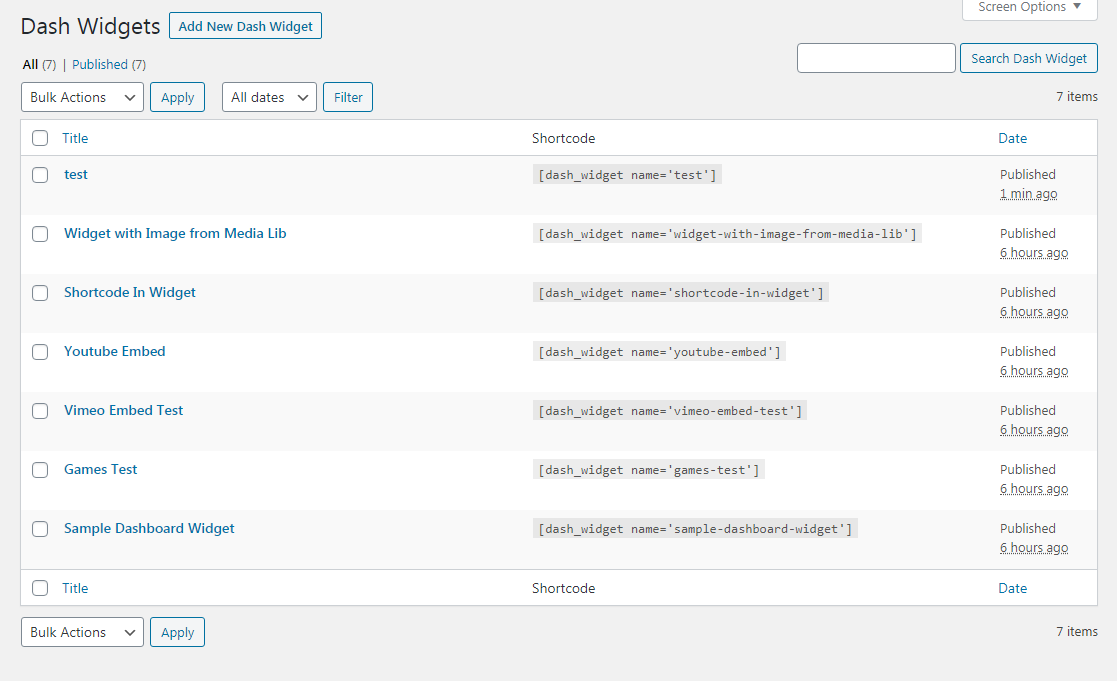 Screen Options
Dash Widgets Add New Dash Widget
All (7) | Published (7)
Search Dash Widget
Bulk Actions Apply All dates Filter 7 items
Title Shortcode Date
test [dash_widget name='test'] Published
1 min ago
Widget with Image from Media Lib [dash_widget name='widget-with-image-from-media-lib'] Published
6 hours ago
Shortcode In Widget [dash_widget name='shortcode-in-widget'] Published
6 hours ago
Youtube Embed [dash_widget name='youtube-embed'] Published
6 hours ago
Vimeo Embed Test [dash_widget name='vimeo-embed-test'] Published
6 hours ago
Games Test [dash_widget name='games-test'] Published
6 hours ago
Sample Dashboard Widget [dash_widget name='sample-dashboard-widget'] Published
6 hours ago
Title Shortcode Date
Bulk Actions Apply 7 items